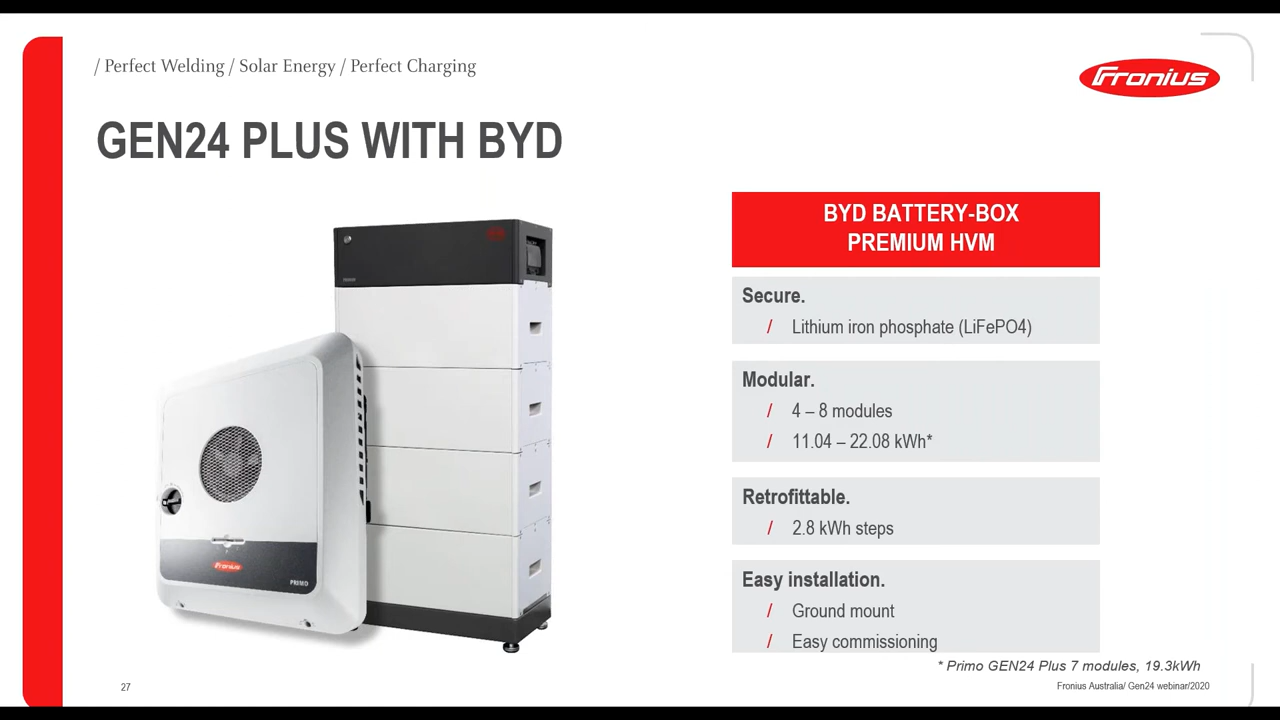 / Perfect Welding / Solar Energy / Perfect Charging
Fronius
GEN24 PLUS WITH BYD
BYD BATTERY-BOX
PREMIUM HVM
Secure.
/ Lithium iron phosphate (LiFePO4)
Modular.
/ 4 – 8 modules
/ 11.04 – 22.08 kWh*
Retrofittable.
/ 2.8 kWh steps
Easy installation.
/ Ground mount
/ Easy commissioning
* Primo GEN24 Plus 7 modules, 19.3kWh
Fronius
PRIMO
27
Fronius Australia/ Gen24 webinar/2020